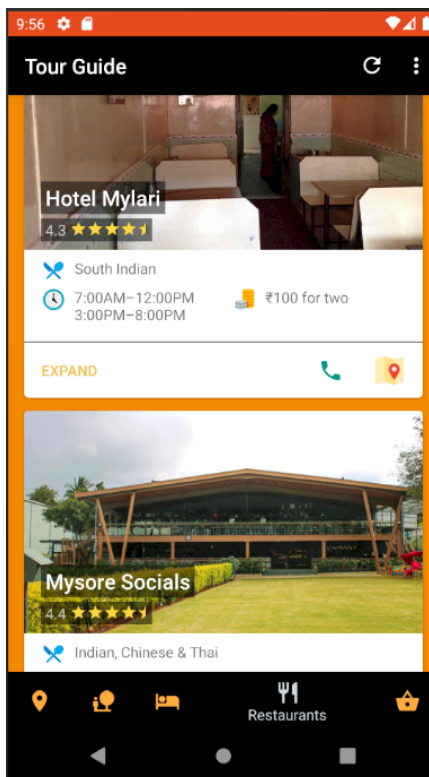 9:56
Tour Guide
Hotel Mylari
4.3
South Indian
7:00AM–12:00PM
3:00PM–8:00PM
₹100 for two
EXPAND
Mysore Socials
4.4
Indian, Chinese & Thai
Restaurants